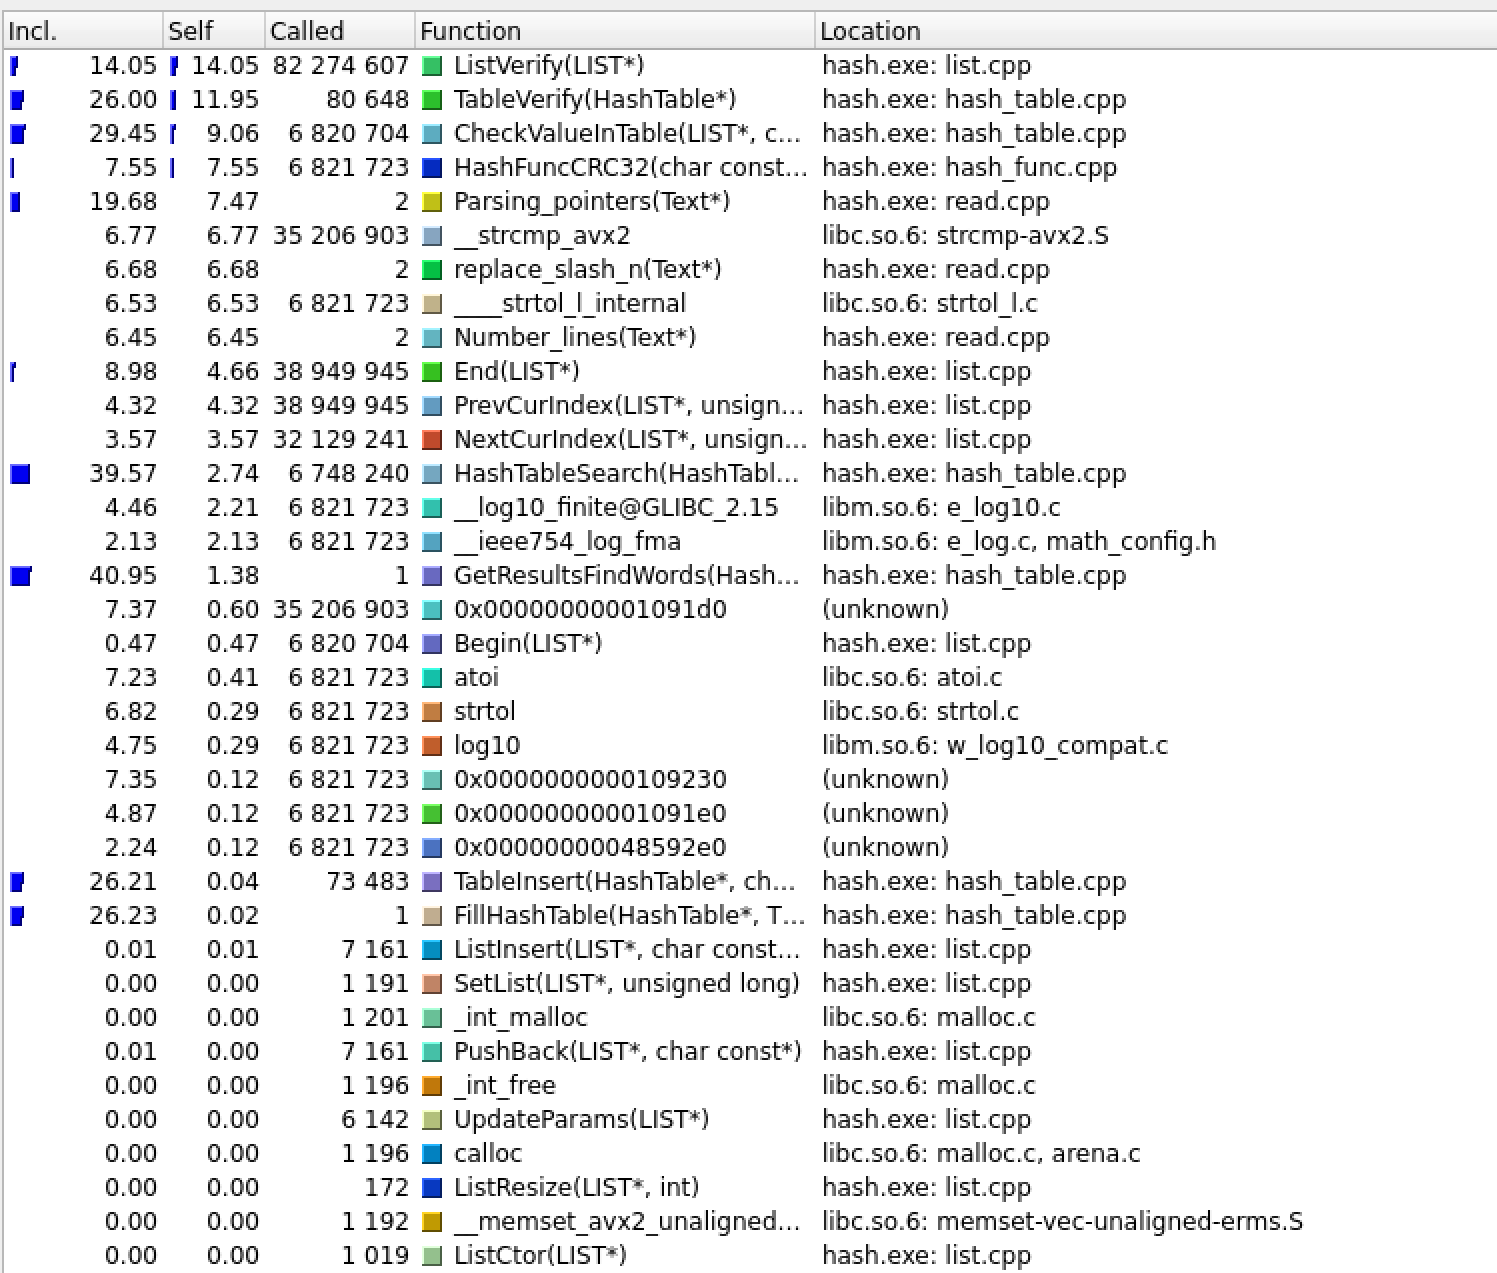 Incl. Self Called Function Location
14.05 14.05 82 274 607 ListVerify(LIST*) hash.exe: list.cpp
26.00 11.95 80 648 TableVerify(HashTable*) hash.exe: hash_table.cpp
29.45 9.06 6 820 704 CheckValueInTable(LIST*, c... hash.exe: hash_table.cpp
7.55 7.55 6 821 723 HashFuncCRC32(char const... hash.exe: hash_func.cpp
19.68 7.47 2 Parsing_pointers(Text*) hash.exe: read.cpp
6.77 6.77 35 206 903 __strcmp_avx2 libc.so.6: strcmp-avx2.S
6.68 6.68 2 replace_slash_n(Text*) hash.exe: read.cpp
6.53 6.53 6 821 723 ____strtol_l_internal libc.so.6: strtol_l.c
6.45 6.45 2 Number_lines(Text*) hash.exe: read.cpp
8.98 4.66 38 949 945 End(LIST*) hash.exe: list.cpp
4.32 4.32 38 949 945 PrevCurIndex(LIST*, unsign... hash.exe: list.cpp
3.57 3.57 32 129 241 NextCurIndex(LIST*, unsign... hash.exe: list.cpp
39.57 2.74 6 748 240 HashTableSearch(HashTabl... hash.exe: hash_table.cpp
4.46 2.21 6 821 723 __log10_finite@GLIBC_2.15 libm.so.6: e_log10.c
2.13 2.13 6 821 723 __ieee754_log_fma libm.so.6: e_log.c, math_config.h
40.95 1.38 1 GetResultsFindWords(Hash... hash.exe: hash_table.cpp
7.37 0.60 35 206 903 0x00000000001091d0 (unknown)
0.47 0.47 6 820 704 Begin(LIST*) hash.exe: list.cpp
7.23 0.41 6 821 723 atoi libc.so.6: atoi.c
6.82 0.29 6 821 723 strtol libc.so.6: strtol.c
4.75 0.29 6 821 723 log10 libm.so.6: w_log10_compat.c
7.35 0.12 6 821 723 0x0000000000109230 (unknown)
4.87 0.12 6 821 723 0x00000000001091e0 (unknown)
2.24 0.12 6 821 723 0x00000000048592e0 (unknown)
26.21 0.04 73 483 TableInsert(HashTable*, ch... hash.exe: hash_table.cpp
26.23 0.02 1 FillHashTable(HashTable*, T... hash.exe: hash_table.cpp
0.01 0.01 7 161 ListInsert(LIST*, char const... hash.exe: list.cpp
0.00 0.00 1 191 SetList(LIST*, unsigned long) hash.exe: list.cpp
0.00 0.00 1 201 _int_malloc libc.so.6: malloc.c
0.01 0.00 7 161 PushBack(LIST*, char const*) hash.exe: list.cpp
0.00 0.00 1 196 _int_free libc.so.6: malloc.c
0.00 0.00 6 142 UpdateParams(LIST*) hash.exe: list.cpp
0.00 0.00 1 196 calloc libc.so.6: malloc.c, arena.c
0.00 0.00 172 ListResize(LIST*, int) hash.exe: list.cpp
0.00 0.00 1 192 __memset_avx2_unaligned... libc.so.6: memset-vec-unaligned-erms.S
0.00 0.00 1 019 ListCtor(LIST*) hash.exe: list.cpp